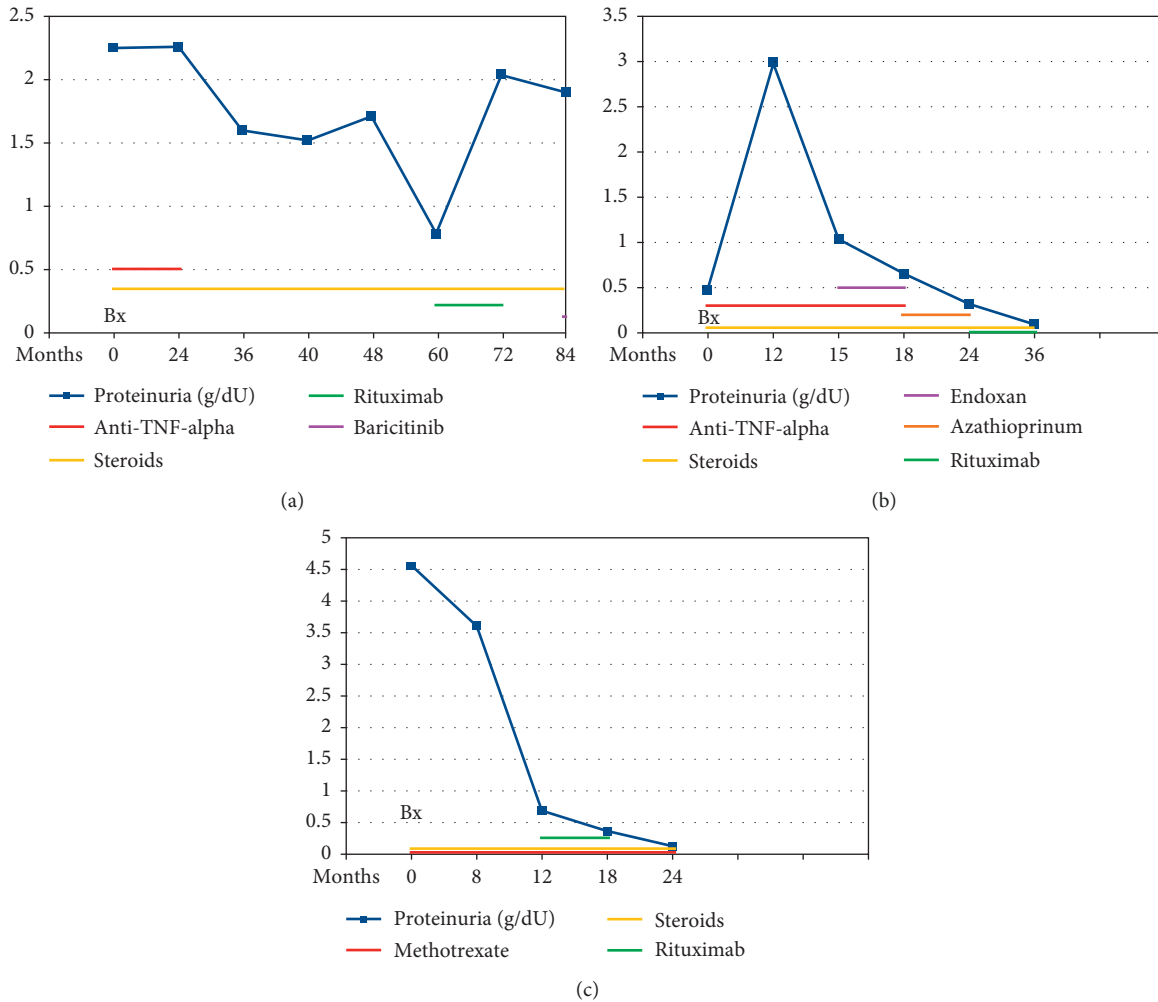 2.5
2
1.5
1
0.5
0
Bx
Months 0 24 36 40 48 60 72 84
Proteinuria (g/dU)
Anti-TNF-alpha
Steroids
Rituximab
Baricitinib
(a)
3.5
3
2.5
2
1.5
1
0.5
0
Bx
Months 0 12 15 18 24 36
Proteinuria (g/dU)
Anti-TNF-alpha
Steroids
Endoxan
Azathioprinum
Rituximab
(b)
5
4.5
4
3.5
3
2.5
2
1.5
1
0.5
0
Bx
Months 0 8 12 18 24
Proteinuria (g/dU)
Methotrexate
Steroids
Rituximab
(c)